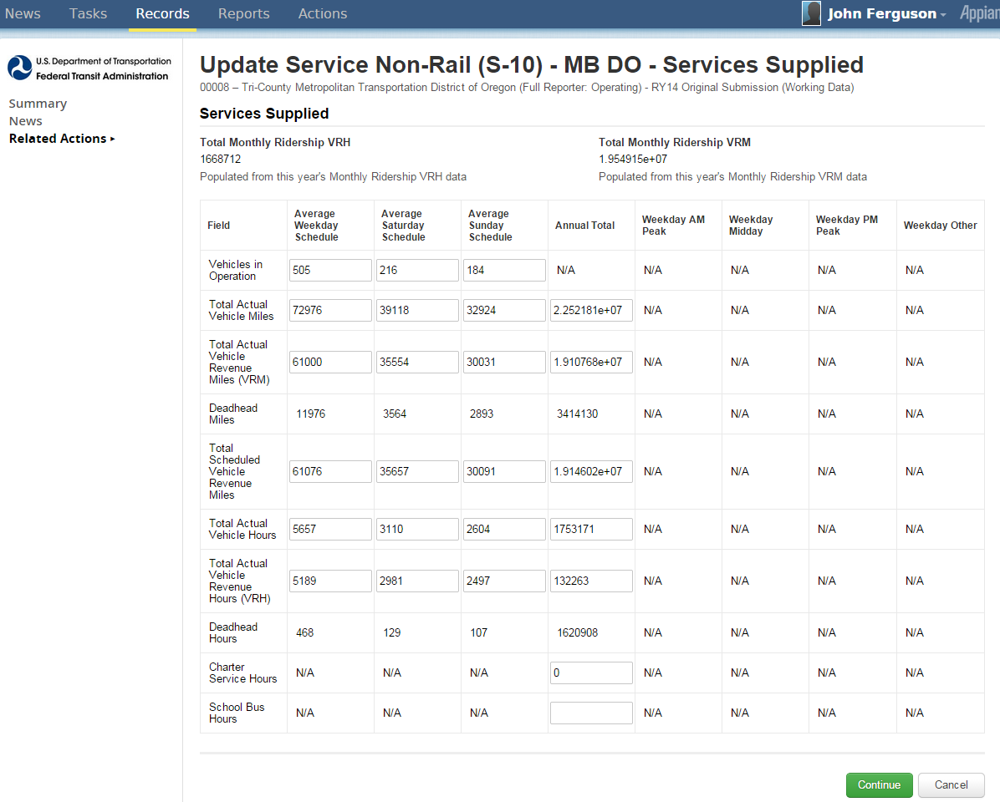 News Tasks Records Reports Actions John Ferguson Appian
U.S. Department of Transportation
Federal Transit Administration
Summary
News
Related Actions ▸
Update Service Non-Rail (S-10) - MB DO - Services Supplied
00008 – Tri-County Metropolitan Transportation District of Oregon (Full Reporter: Operating) - RY14 Original Submission (Working Data)
Services Supplied
Total Monthly Ridership VRH Total Monthly Ridership VRM
1668712 1.954915e+07
Populated from this year's Monthly Ridership VRH data Populated from this year's Monthly Ridership VRM data
Field Average Weekday Schedule Average Saturday Schedule Average Sunday Schedule Annual Total Weekday AM Peak Weekday Midday Weekday PM Peak Weekday Other
Vehicles in Operation 505 216 184 N/A N/A N/A N/A N/A
Total Actual Vehicle Miles 72976 39118 32924 2.252181e+07 N/A N/A N/A N/A
Total Actual Vehicle Revenue Miles (VRM) 61000 35554 30031 1.910768e+07 N/A N/A N/A N/A
Deadhead Miles 11976 3564 2893 3414130 N/A N/A N/A N/A
Total Scheduled Vehicle Revenue Miles 61076 35657 30091 1.914602e+07 N/A N/A N/A N/A
Total Actual Vehicle Hours 5657 3110 2604 1753171 N/A N/A N/A N/A
Total Actual Vehicle Revenue Hours (VRH) 5189 2981 2497 132263 N/A N/A N/A N/A
Deadhead Hours 468 129 107 1620908 N/A N/A N/A N/A
Charter Service Hours N/A N/A N/A 0 N/A N/A N/A N/A
School Bus Hours N/A N/A N/A N/A N/A N/A N/A
Continue Cancel